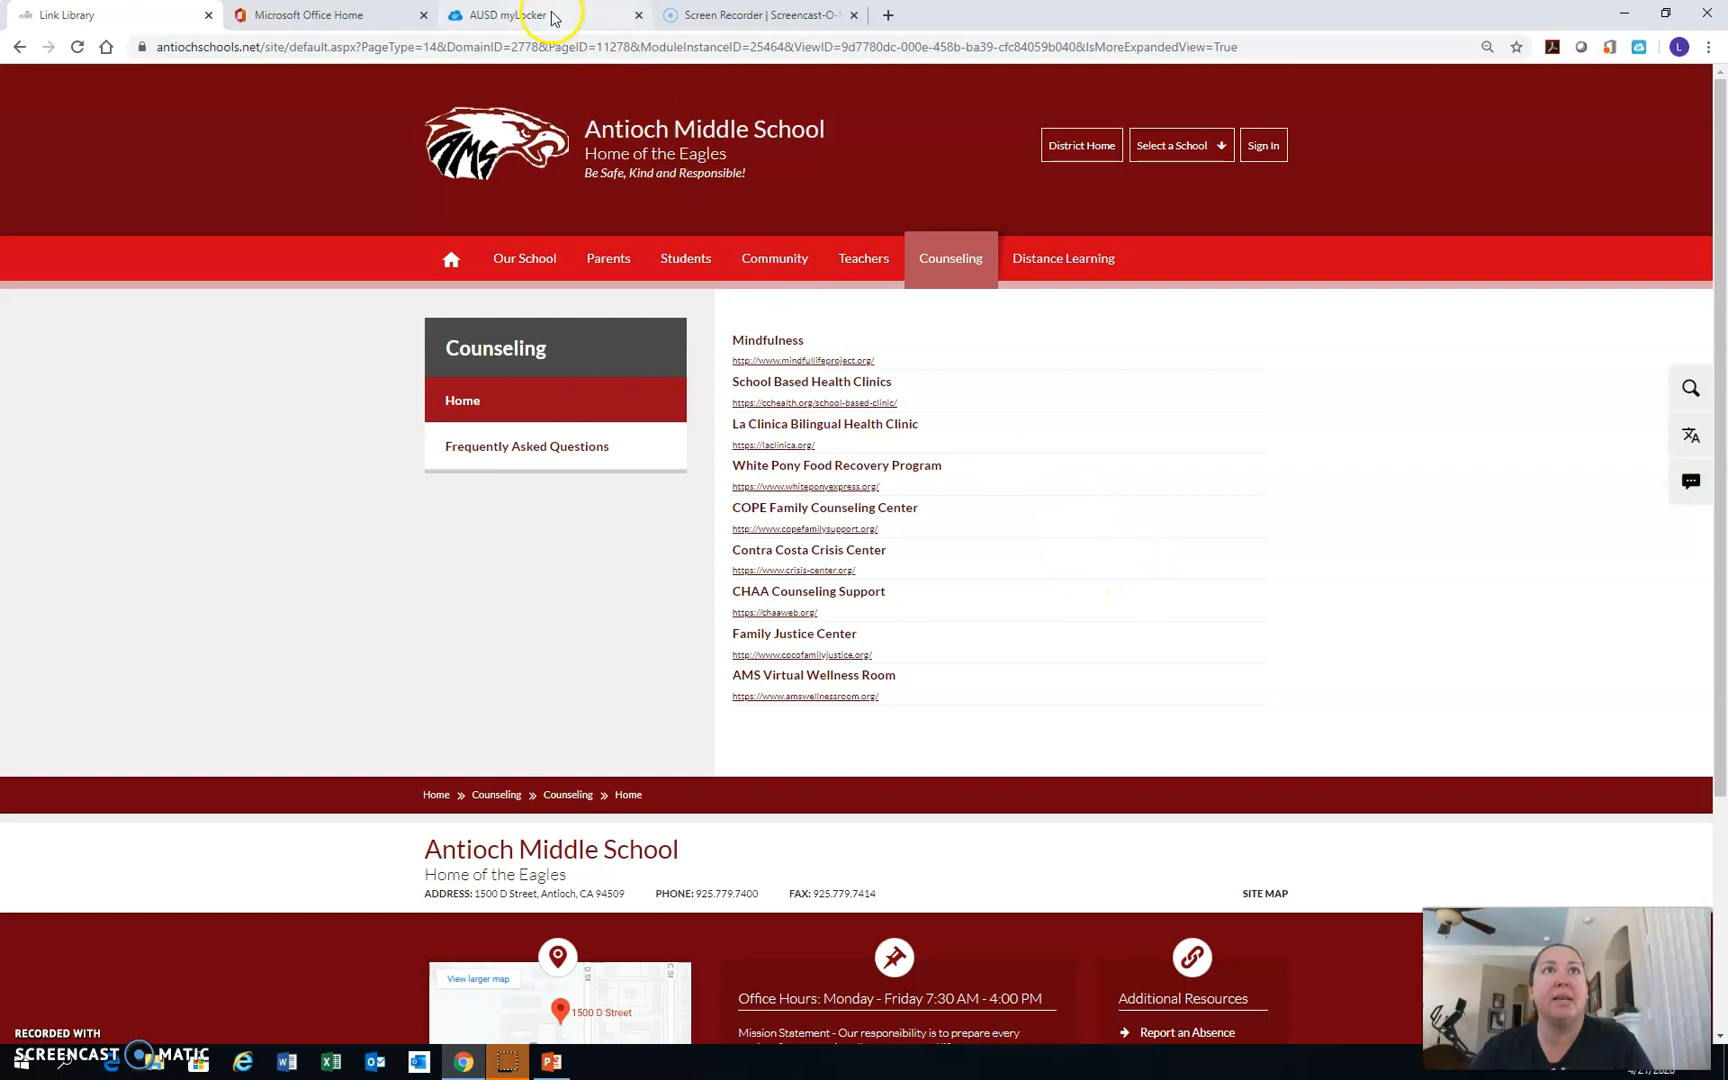 Link Library
Microsoft Office Home
AUSD myLocker
Screen Recorder | Screencast-O-
antiochschools.net/site/default.aspx?PageType=14&DomainID=2778&PageID=11278&ModuleInstanceID=25464&ViewID=9d7780dc-000e-458b-ba39-cfc84059b040&IsMoreExpandedView=True
L
AMS
Antioch Middle School
Home of the Eagles
Be Safe, Kind and Responsible!
District Home
Select a School
Sign In
Our School
Parents
Students
Community
Teachers
Counseling
Distance Learning
Counseling
Home
Frequently Asked Questions
Mindfulness
http://www.mindfullifeproject.org/
School Based Health Clinics
https://cchealth.org/school-based-clinic/
La Clinica Bilingual Health Clinic
https://laclinica.org/
White Pony Food Recovery Program
https://www.whiteponyexpress.org/
COPE Family Counseling Center
http://www.copefamilysupport.org/
Contra Costa Crisis Center
https://www.crisis-center.org/
CHAA Counseling Support
https://chaaweb.org/
Family Justice Center
http://www.cocofamilyjustice.org/
AMS Virtual Wellness Room
https://www.amswellnessroom.org/
Home » Counseling » Counseling » Home
Antioch Middle School
Home of the Eagles
ADDRESS: 1500 D Street, Antioch, CA 94509
PHONE: 925.779.7400
FAX: 925.779.7414
SITE MAP
View larger map
D St
C St
1500 D Street
Office Hours: Monday - Friday 7:30 AM - 4:00 PM
Mission Statement - Our responsibility is to prepare every
Additional Resources
Report an Absence
RECORDED WITH
SCREENCAST MATIC